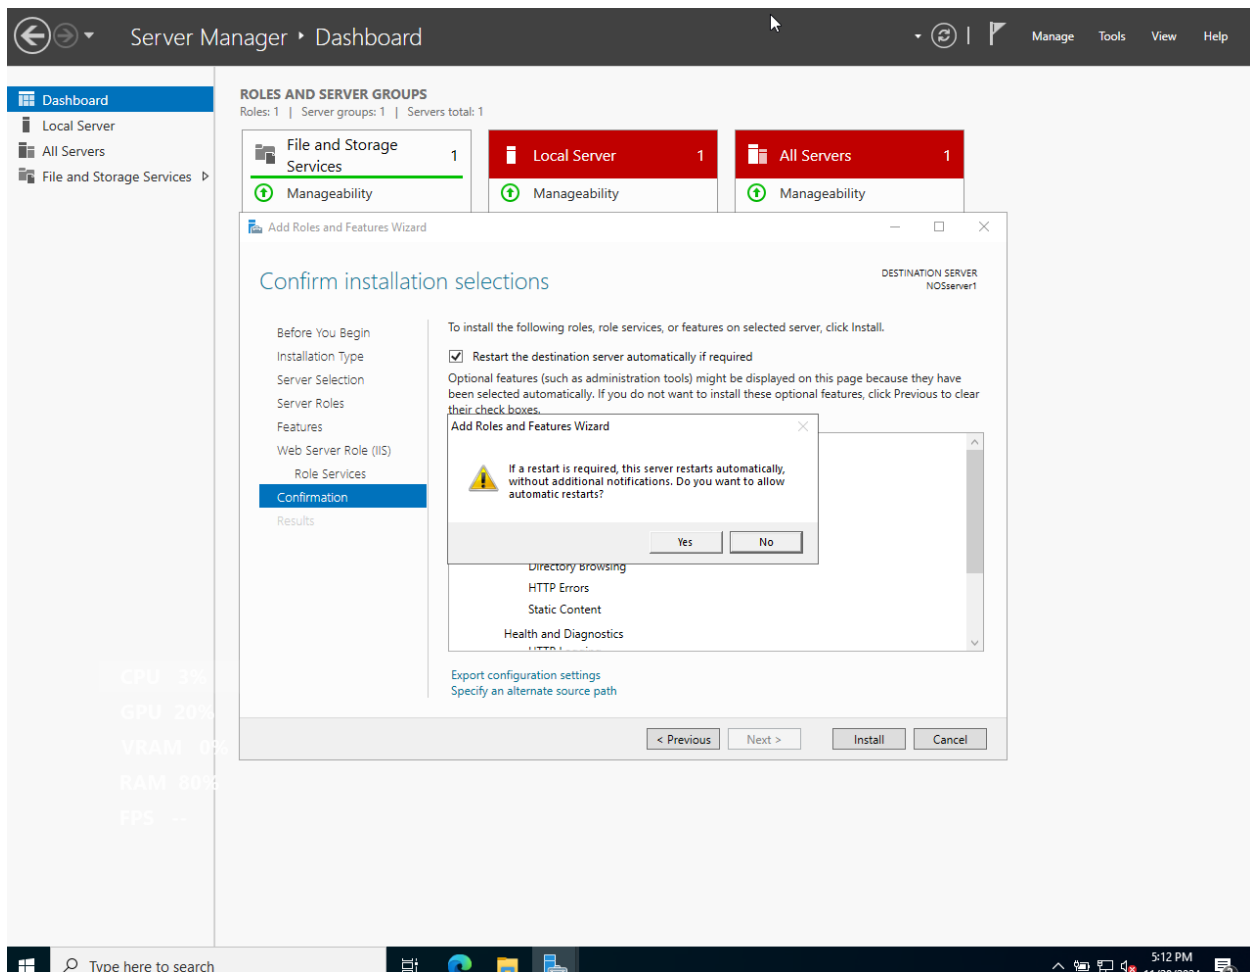 Server Manager • Dashboard
Manage Tools View Help
Dashboard
Local Server
All Servers
File and Storage Services
ROLES AND SERVER GROUPS
Roles: 1 | Server groups: 1 | Servers total: 1
File and Storage
Services
1
Manageability
Local Server 1
Manageability
All Servers 1
Manageability
Add Roles and Features Wizard
Confirm installation selections
DESTINATION SERVER
NOSserver1
Before You Begin
Installation Type
Server Selection
Server Roles
Features
Web Server Role (IIS)
Role Services
Confirmation
Results
To install the following roles, role services, or features on selected server, click Install.
Restart the destination server automatically if required
Optional features (such as administration tools) might be displayed on this page because they have
been selected automatically. If you do not want to install these optional features, click Previous to clear
their check boxes.
Add Roles and Features Wizard
If a restart is required, this server restarts automatically,
without additional notifications. Do you want to allow
automatic restarts?
Yes No
Directory Browsing
HTTP Errors
Static Content
Health and Diagnostics
Export configuration settings
Specify an alternate source path
< Previous Next > Install Cancel
CPU 3%
GPU 20%
VRAM 0%
RAM 80%
FPS --
Type here to search
5:12 PM